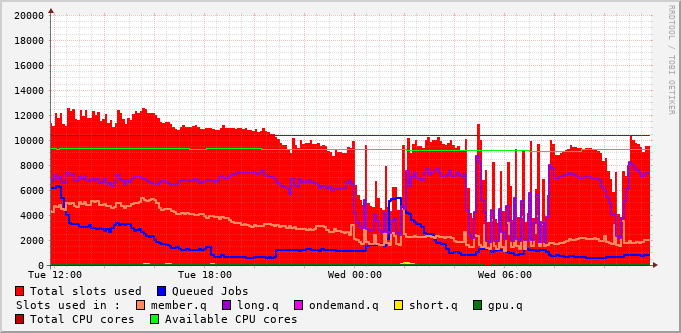 20000
18000
16000
14000
12000
10000
8000
6000
4000
2000
0
Tue 12:00 Tue 18:00 Wed 00:00 Wed 06:00
RRDTOOL / TOBI OETIKER
Total slots used Queued Jobs
Slots used in : member.q long.q ondemand.q short.q gpu.q
Total CPU cores Available CPU cores